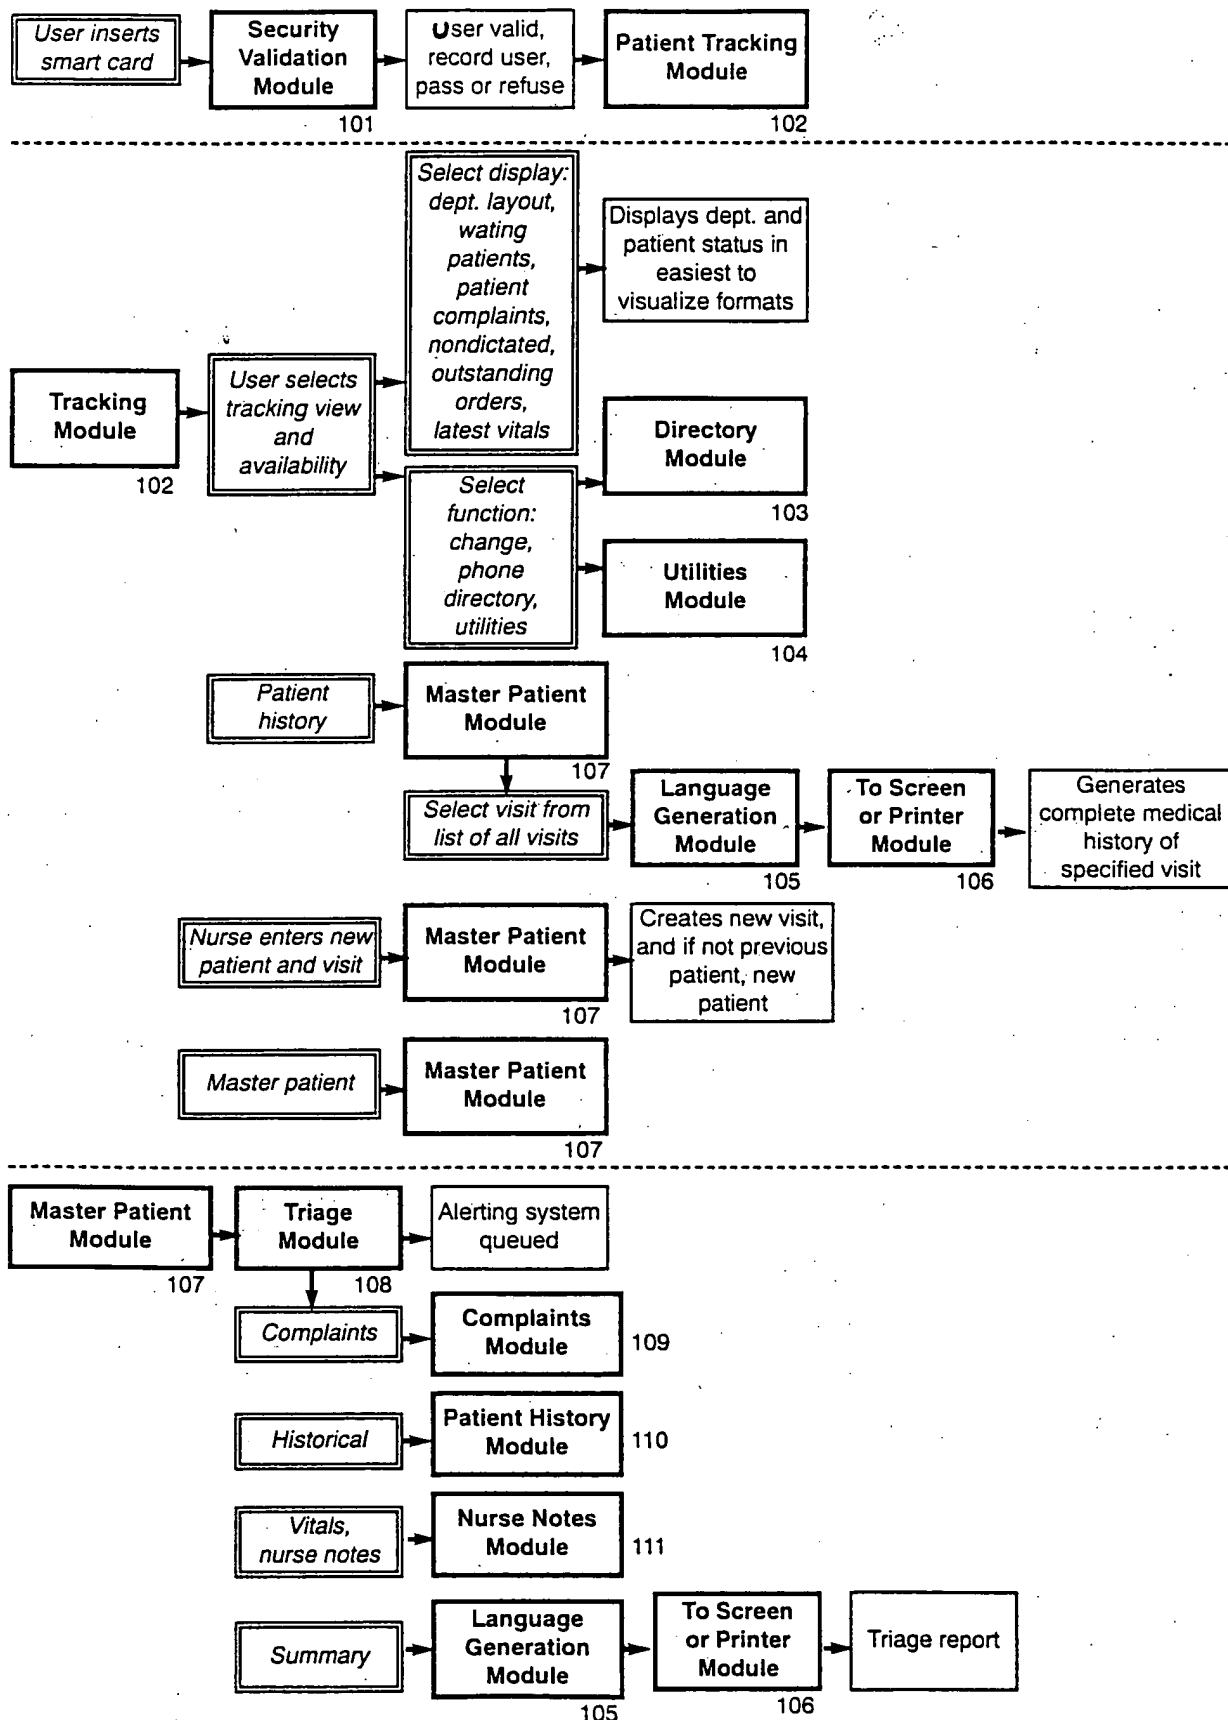 User inserts
smart card
Security
Validation
Module
101
User valid,
record user,
pass or refuse
Patient Tracking
Module
102
Tracking
Module
102
User selects
tracking view
and
availability
Select display:
dept. layout,
wating
patients,
patient
complaints,
nondictated,
outstanding
orders,
latest vitals
Displays dept. and
patient status in
easiest to
visualize formats
Select
function:
change,
phone
directory,
utilities
Directory
Module
103
Utilities
Module
104
Patient
history
Master Patient
Module
107
Select visit from
list of all visits
Language
Generation
Module
105
To Screen
or Printer
Module
106
Generates
complete medical
history of
specified visit
Nurse enters new
patient and visit
Master Patient
Module
107
Creates new visit,
and if not previous
patient, new
patient
Master patient
Master Patient
Module
107
Master Patient
Module
107
Triage
Module
108
Alerting system
queued
Complaints
Complaints
Module
109
Historical
Patient History
Module
110
Vitals,
nurse notes
Nurse Notes
Module
111
Summary
Language
Generation
Module
105
To Screen
or Printer
Module
106
Triage report